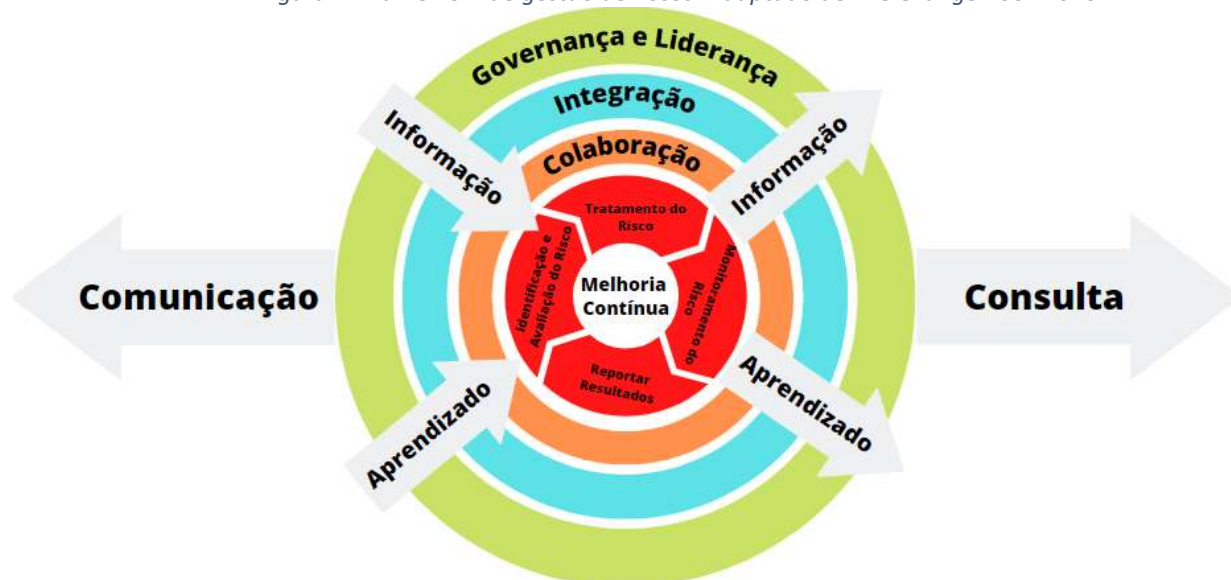 Governança e Liderança
Integração
Colaboração
Informação
Informação
Tratamento do
Risco
Identificação e
Avaliação do Risco
Monitoramento do
Risco
Melhoria
Contínua
Comunicação
Consulta
Reportar
Resultados
Aprendizado
Aprendizado